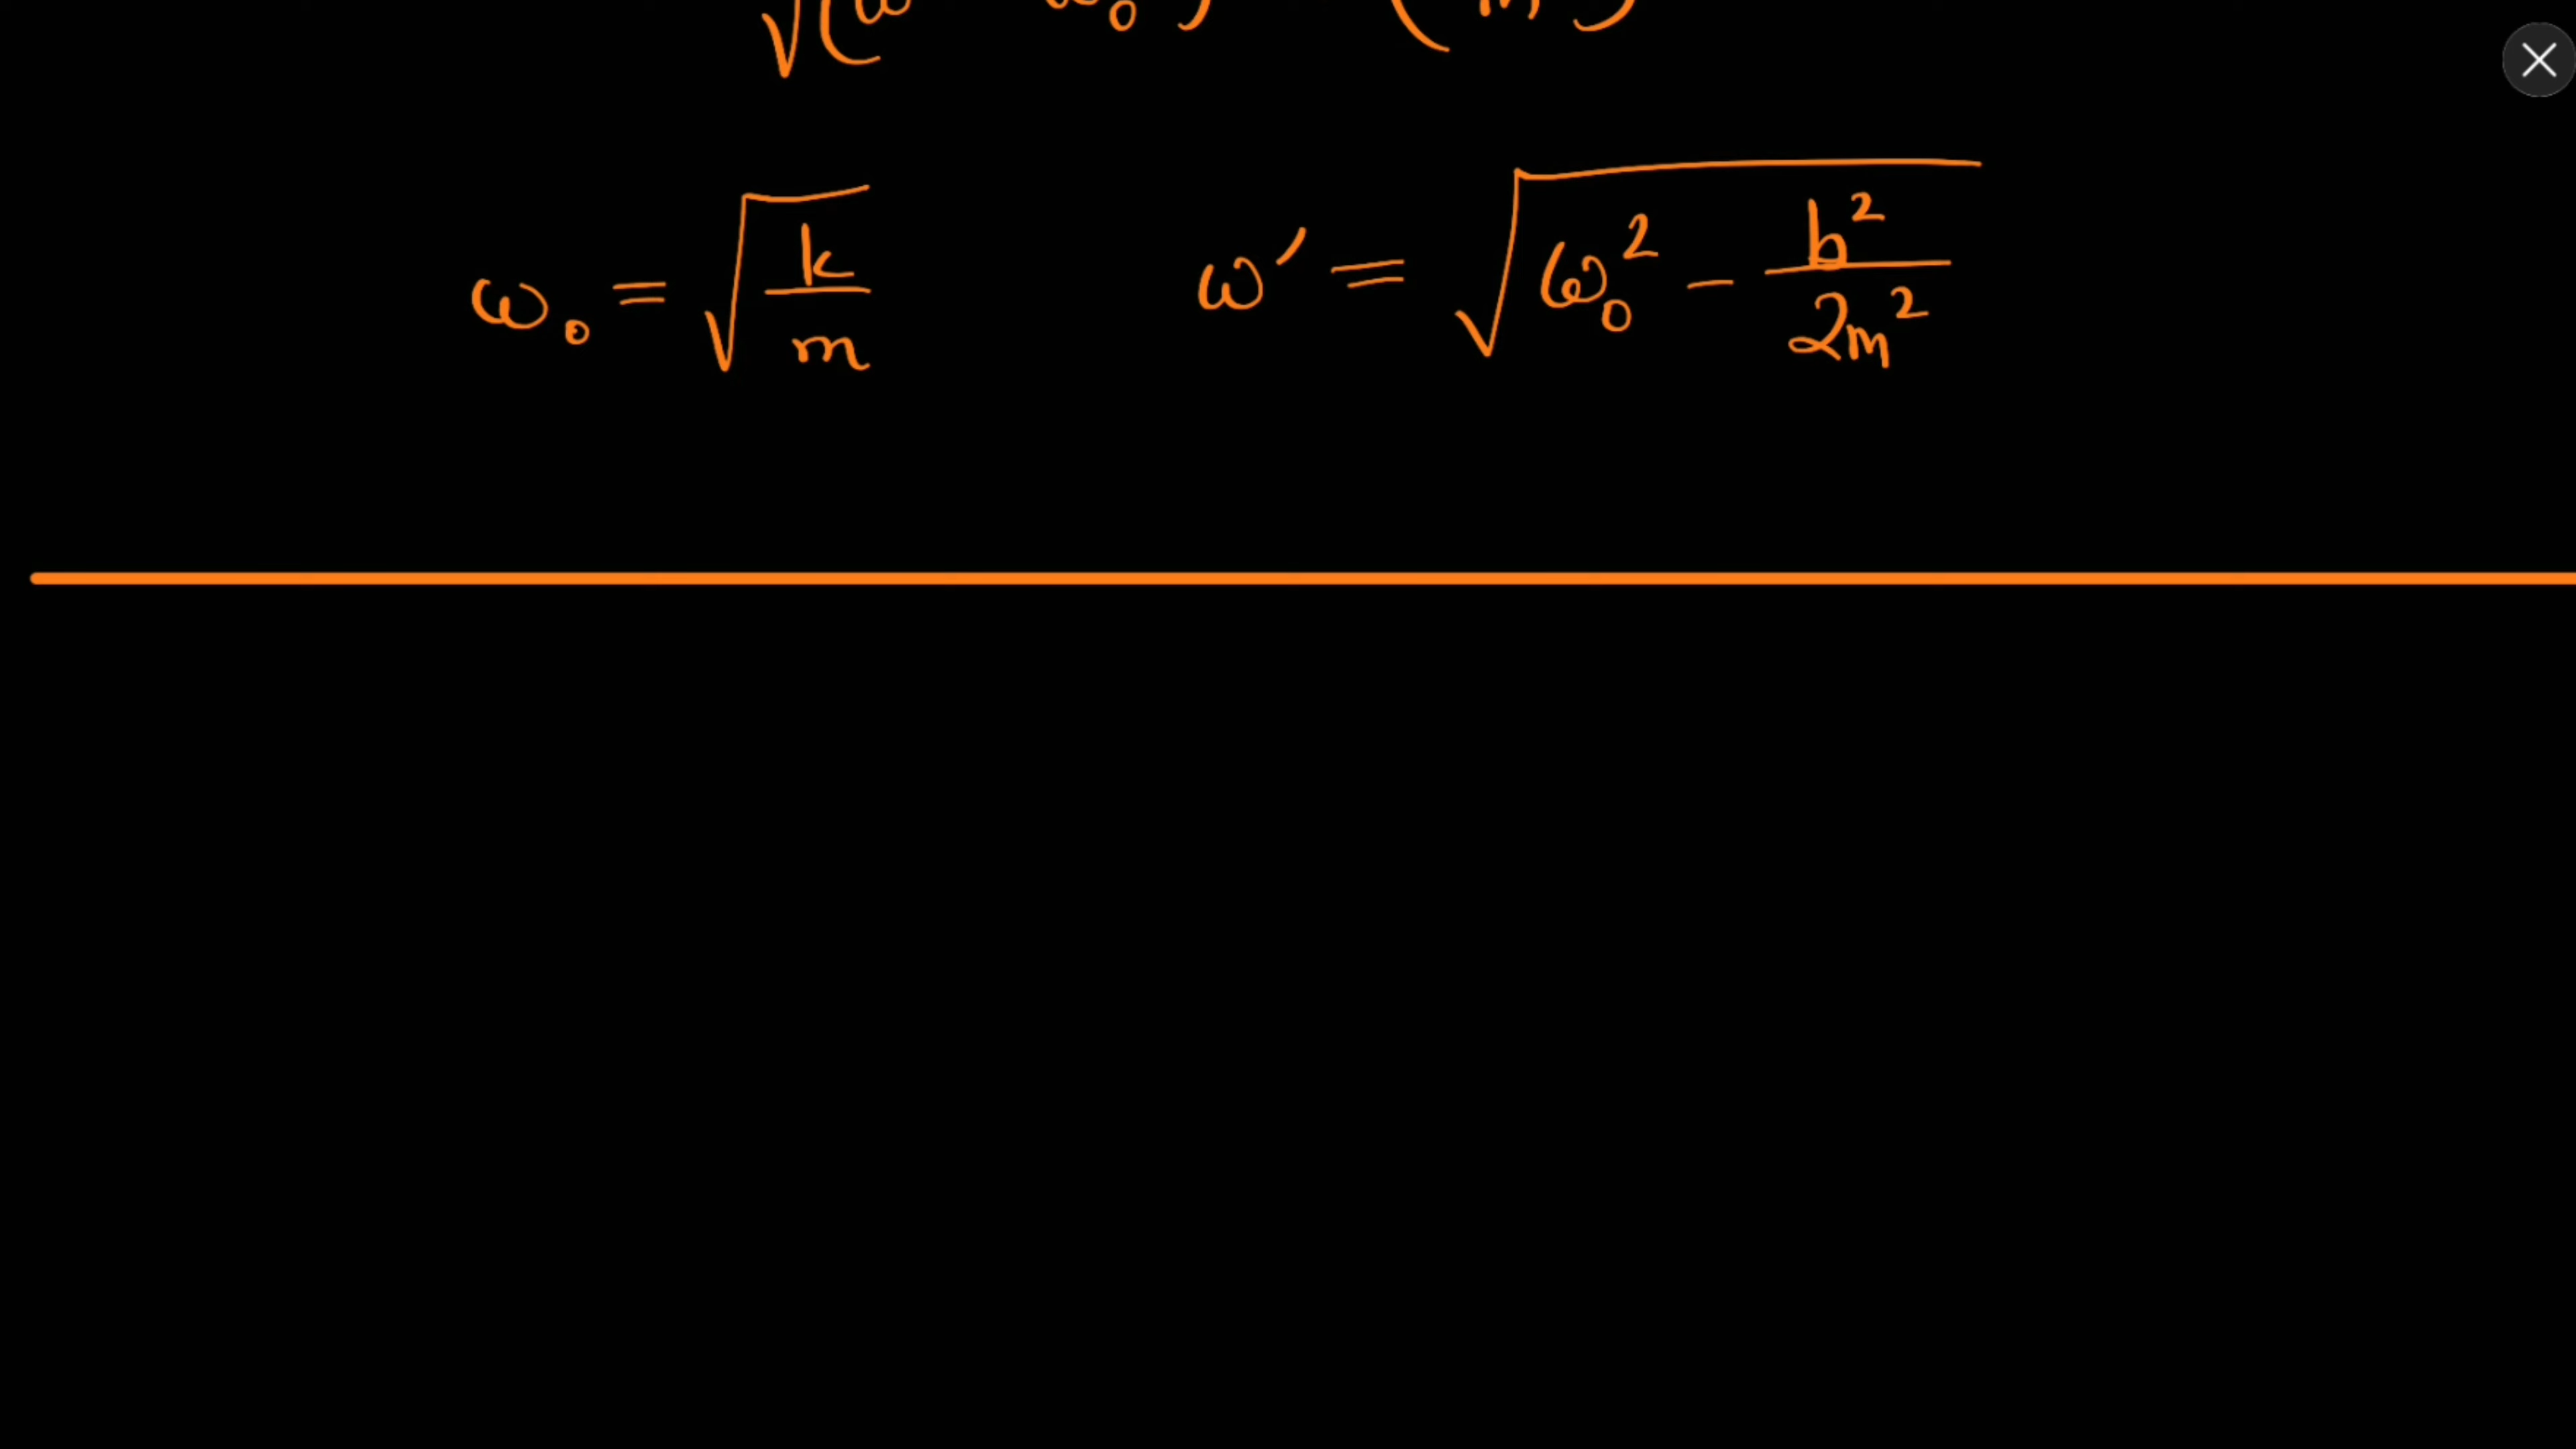 ω₀ = √(k/m)    ω′ = √(ω₀² − b²/2m²)